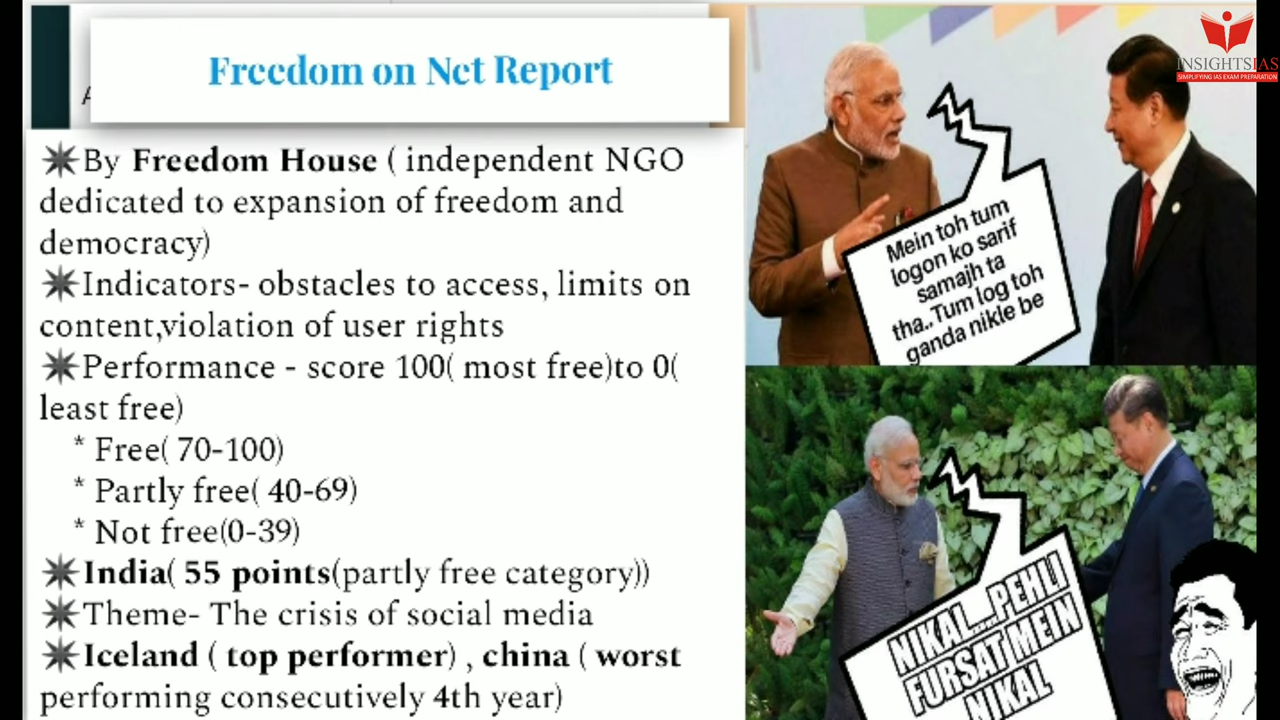 Freedom on Net Report
INSIGHTSIAS
SIMPLIFYING IAS EXAM PREPARATION
A
✷By Freedom House ( independent NGO
dedicated to expansion of freedom and
democracy)
✷Indicators- obstacles to access, limits on
content,violation of user rights
✷Performance - score 100( most free)to 0(
least free)
* Free( 70-100)
* Partly free( 40-69)
* Not free(0-39)
✷India( 55 points(partly free category))
✷Theme- The crisis of social media
✷Iceland ( top performer) , china ( worst
performing consecutively 4th year)
Mein toh tum
logon ko sarif
samajh ta
tha..Tum log toh
ganda nikle be
NIKAL....PEHLI
FURSAT MEIN
NIKAL